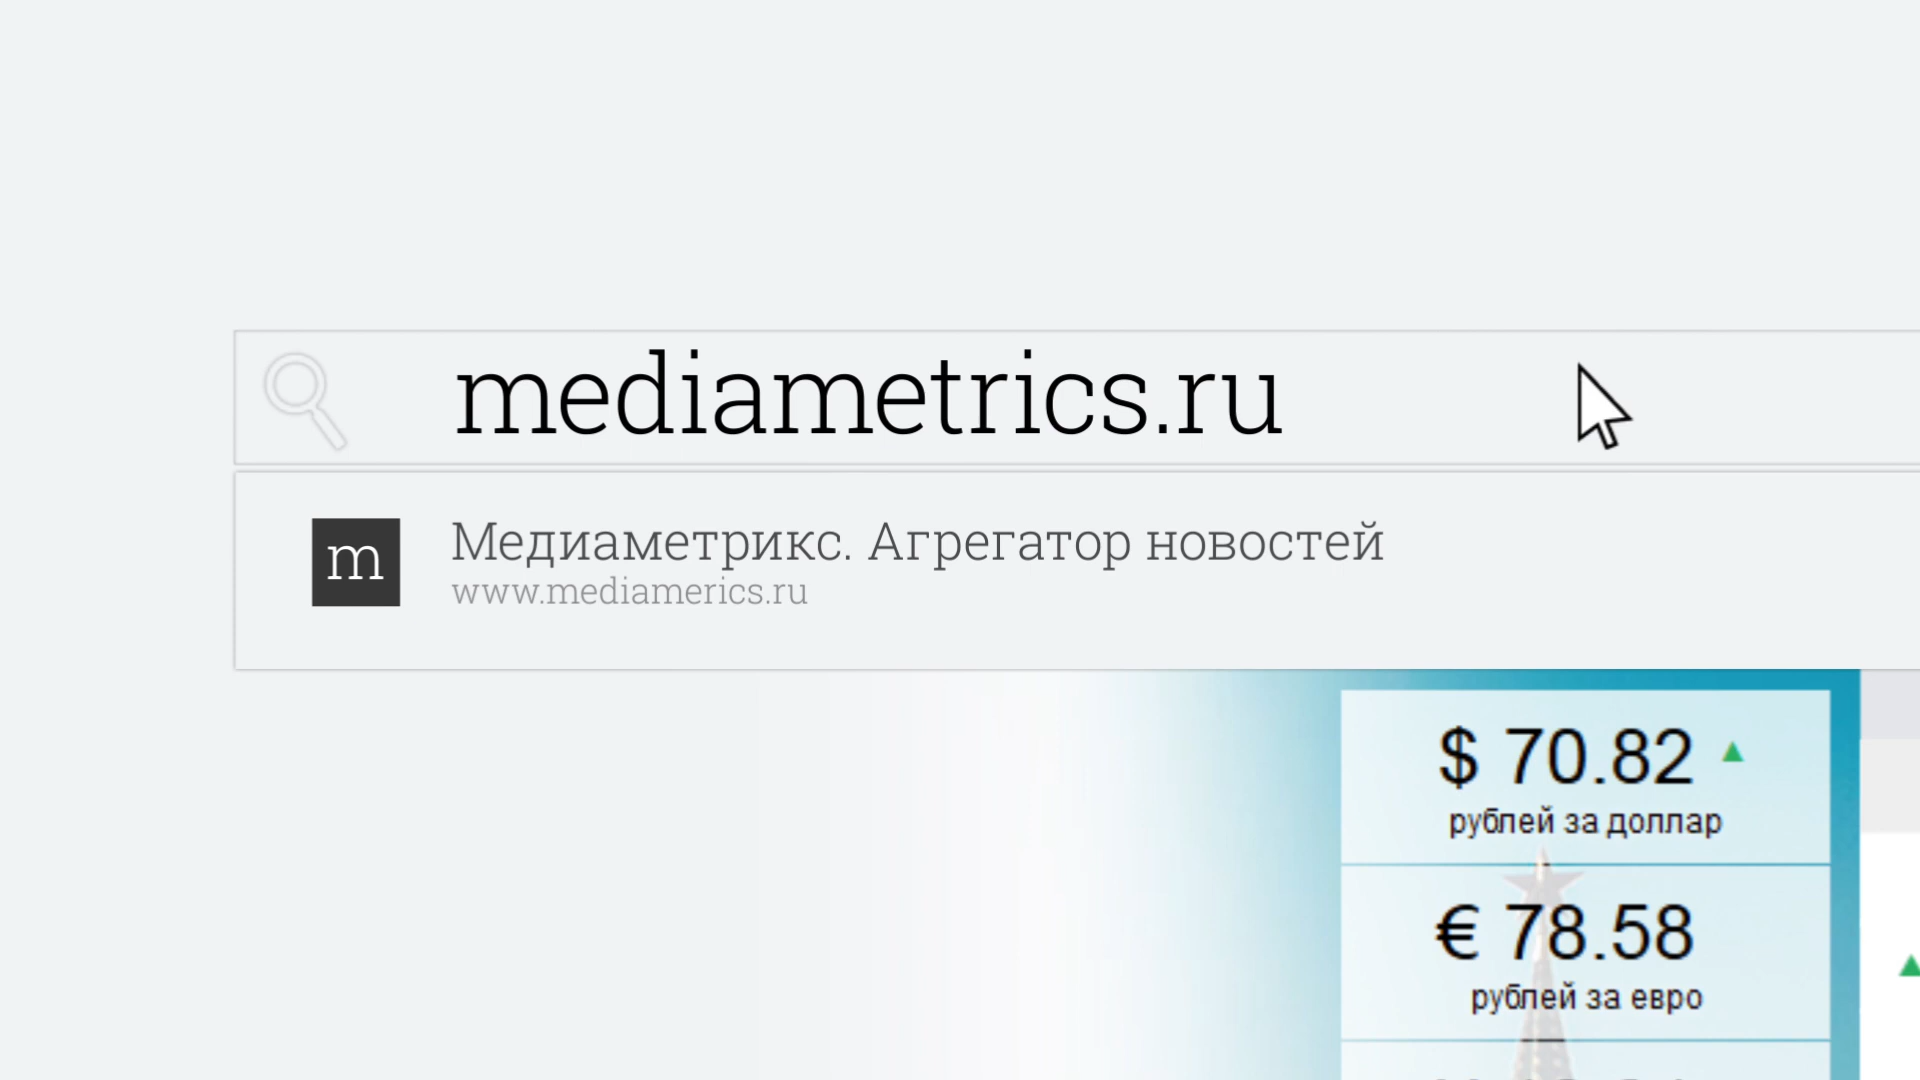 mediametrics.ru
m
Медиаметрикс. Агрегатор новостей
www.mediamerics.ru
$ 70.82
рублей за доллар
€ 78.58
рублей за евро